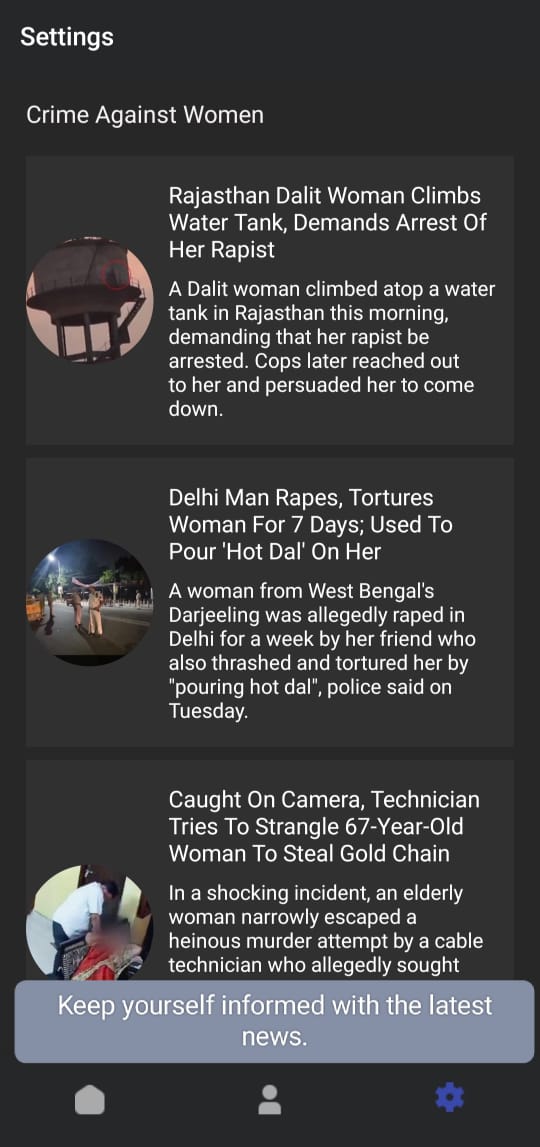 Settings
Crime Against Women
Rajasthan Dalit Woman Climbs
Water Tank, Demands Arrest Of
Her Rapist
A Dalit woman climbed atop a water
tank in Rajasthan this morning,
demanding that her rapist be
arrested. Cops later reached out
to her and persuaded her to come
down.
Delhi Man Rapes, Tortures
Woman For 7 Days; Used To
Pour 'Hot Dal' On Her
A woman from West Bengal's
Darjeeling was allegedly raped in
Delhi for a week by her friend who
also thrashed and tortured her by
"pouring hot dal", police said on
Tuesday.
Caught On Camera, Technician
Tries To Strangle 67-Year-Old
Woman To Steal Gold Chain
In a shocking incident, an elderly
woman narrowly escaped a
heinous murder attempt by a cable
technician who allegedly sought
Keep yourself informed with the latest
news.